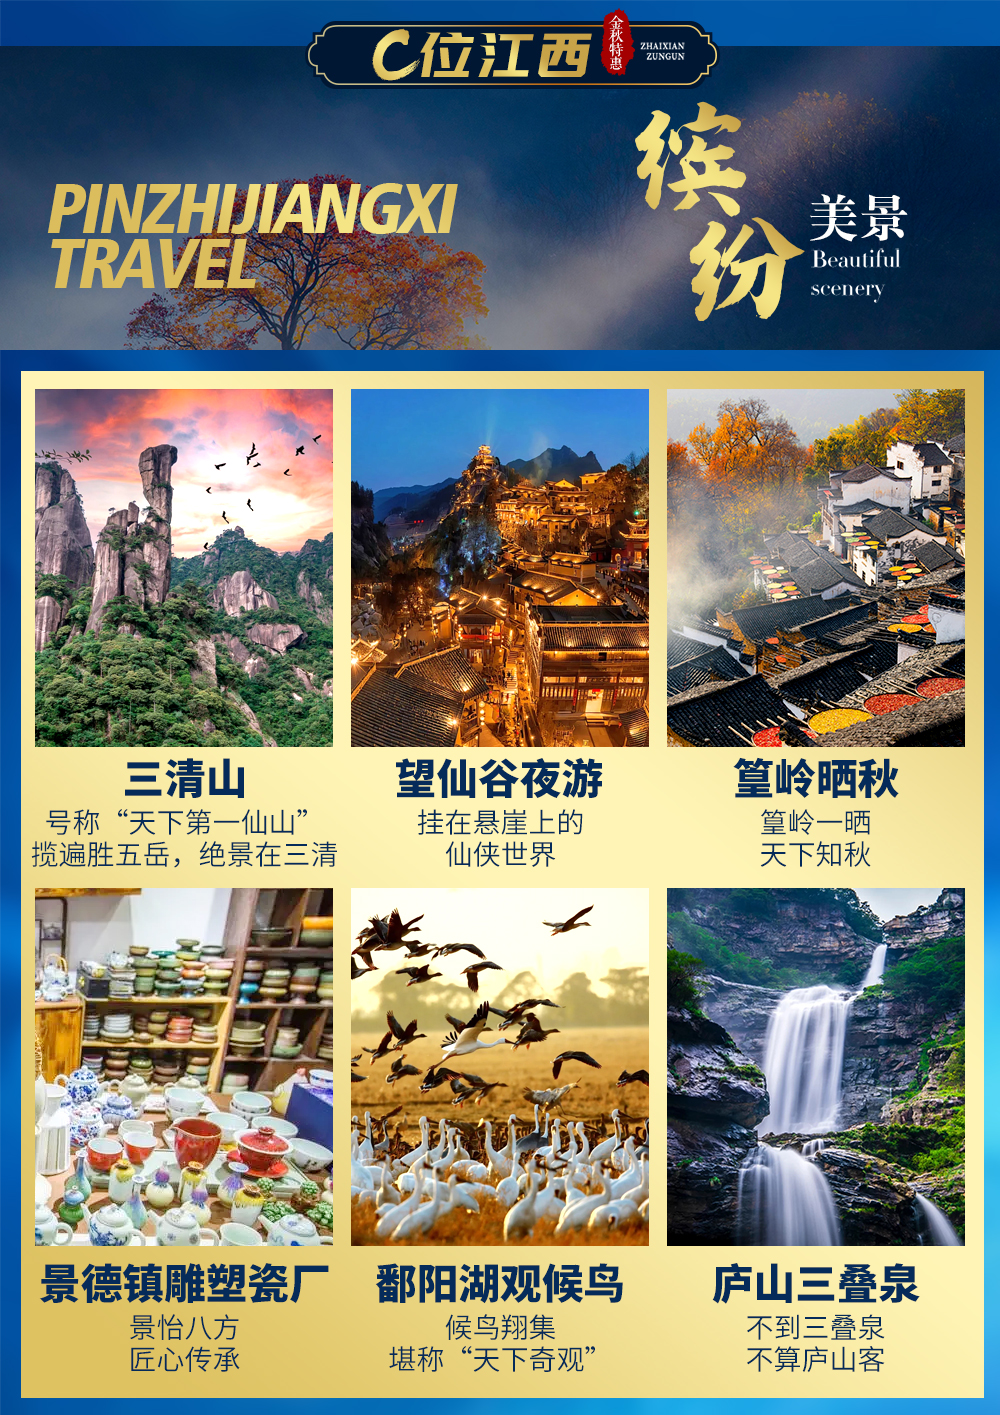 C位江西
金秋特惠
ZHAIXIAN
ZUNGUN
PINZHIJIANGXI
TRAVEL
缤纷
美景
Beautiful
scenery
三清山
号称“天下第一仙山”
揽遍胜五岳，绝景在三清
望仙谷夜游
挂在悬崖上的
仙侠世界
篁岭晒秋
篁岭一晒
天下知秋
景德镇雕塑瓷厂
景怡八方
匠心传承
鄱阳湖观候鸟
候鸟翔集
堪称“天下奇观”
庐山三叠泉
不到三叠泉
不算庐山客